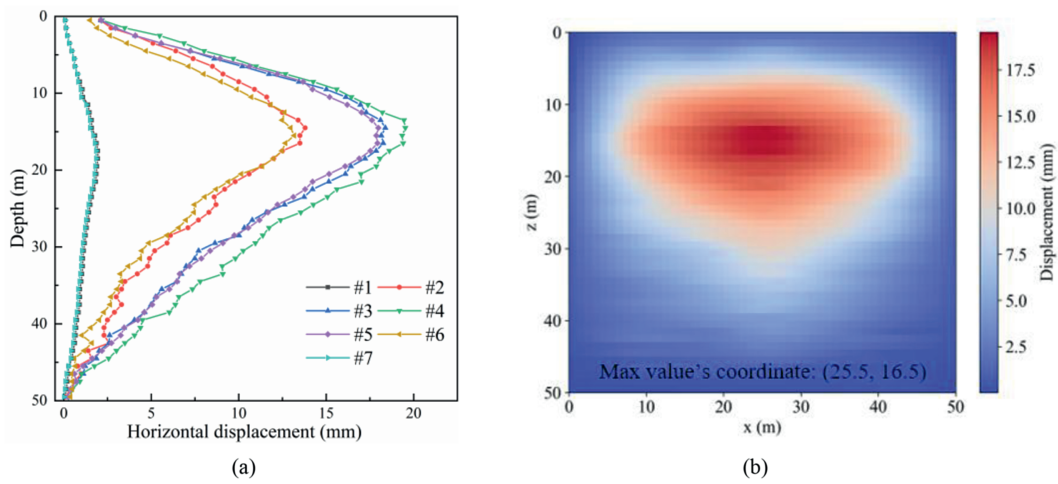 0
10
20
30
40
50
Depth (m)
0 5 10 15 20
Horizontal displacement (mm)
#1 #2
#3 #4
#5 #6
#7
(a)
0
10
20
30
40
50
z (m)
Max value's coordinate: (25.5, 16.5)
0 10 20 30 40 50
x (m)
17.5
15.0
12.5
10.0
7.5
5.0
2.5
Displacement (mm)
(b)